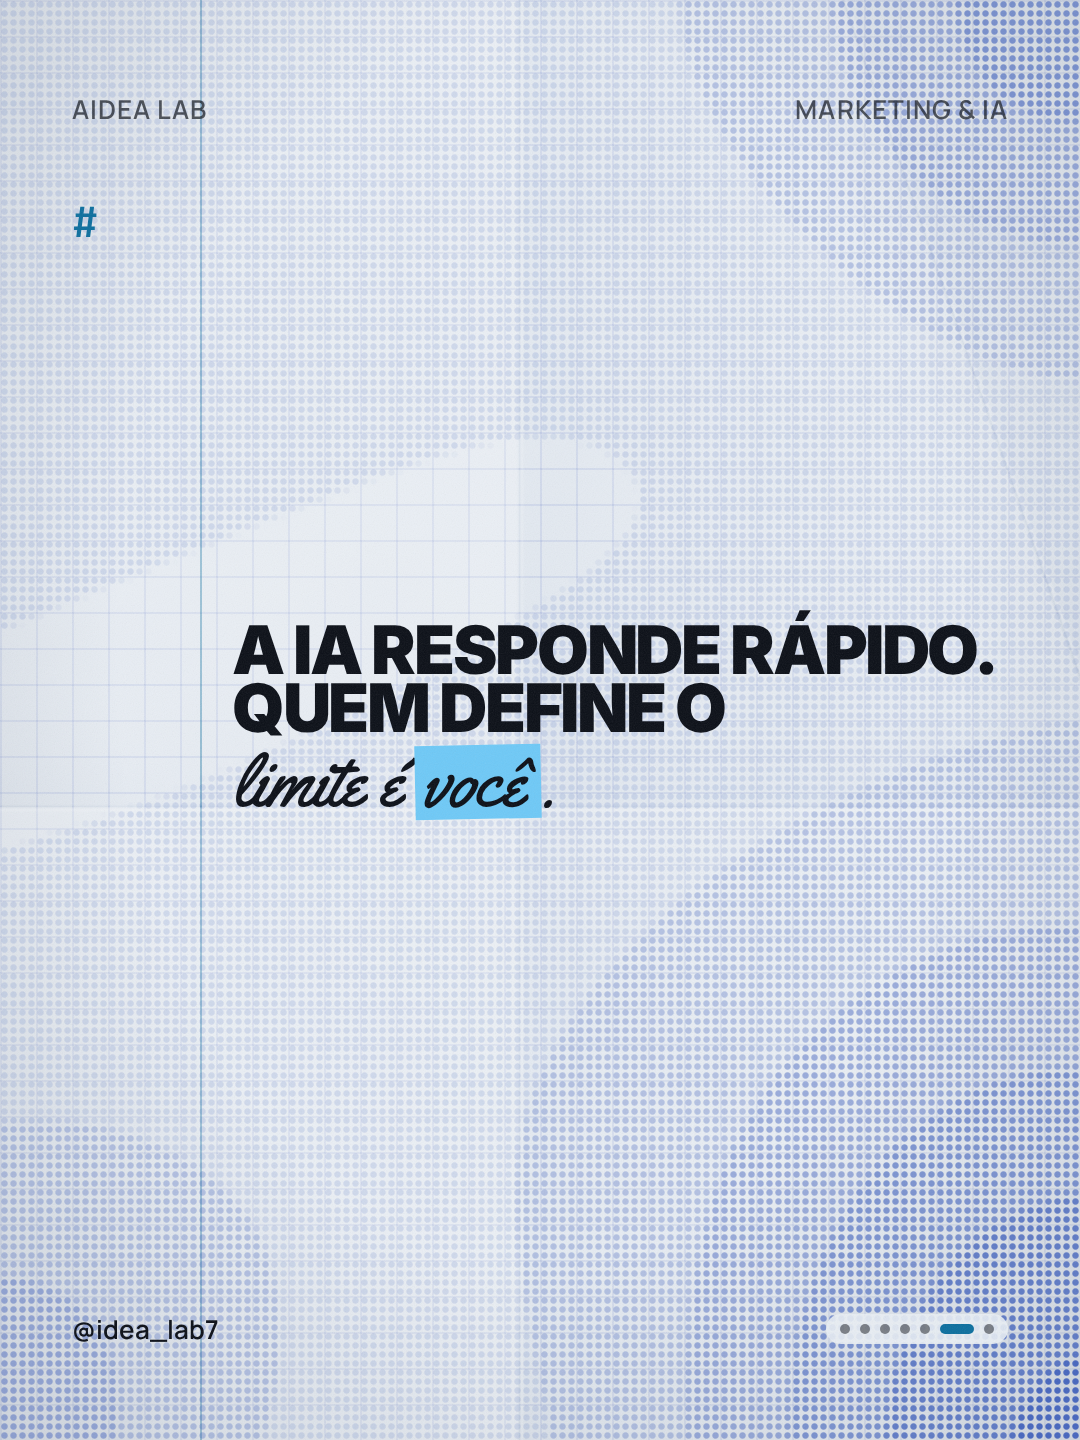 AIDEA LAB
MARKETING & IA
#
A IA RESPONDE RÁPIDO.
QUEM DEFINE O
limite é você.
@idea_lab7